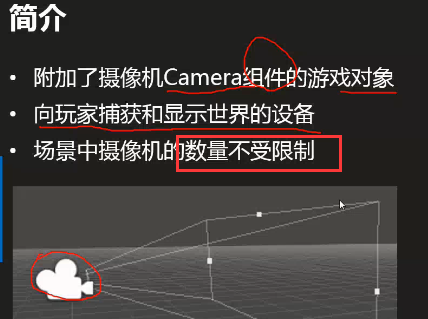 简介
• 附加了摄像机Camera组件的游戏对象
• 向玩家捕获和显示世界的设备
• 场景中摄像机的数量不受限制